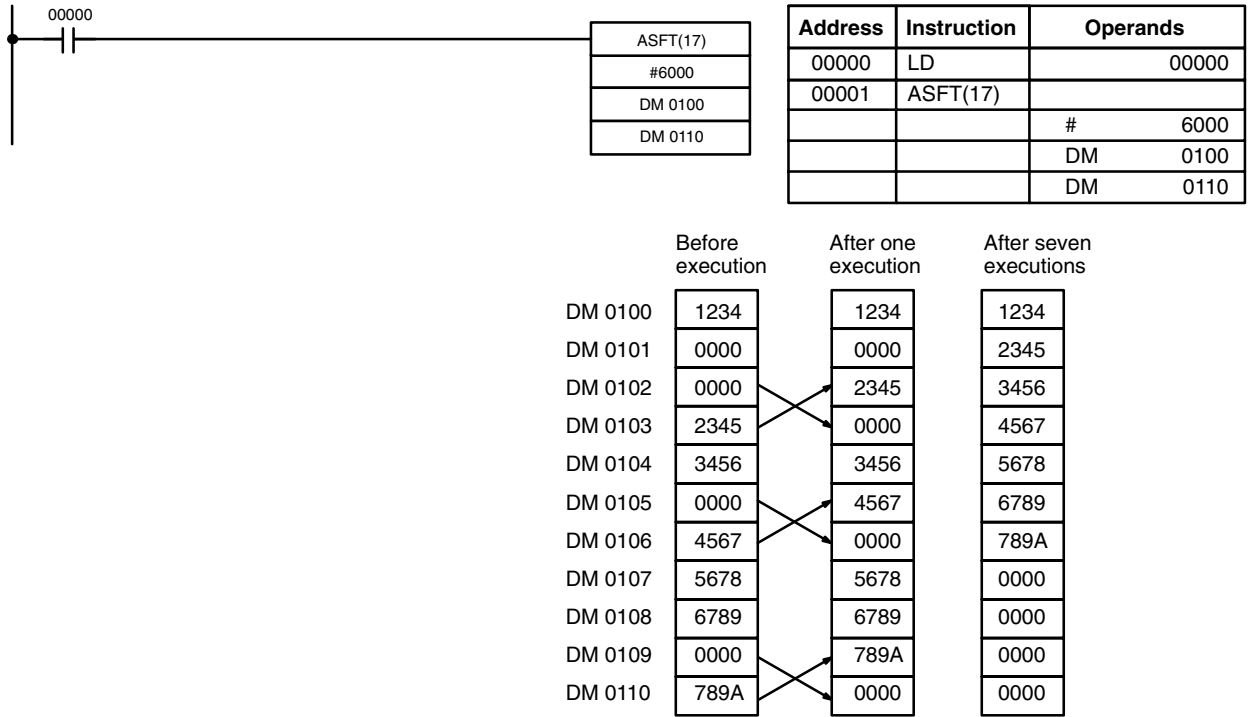 00000
ASFT(17)
#6000
DM 0100
DM 0110
Address Instruction Operands
00000 LD 00000
00001 ASFT(17)
# 6000
DM 0100
DM 0110
Before execution After one execution After seven executions
DM 0100 1234 1234 1234
DM 0101 0000 0000 2345
DM 0102 0000 2345 3456
DM 0103 2345 0000 4567
DM 0104 3456 3456 5678
DM 0105 0000 4567 6789
DM 0106 4567 0000 789A
DM 0107 5678 5678 0000
DM 0108 6789 6789 0000
DM 0109 0000 789A 0000
DM 0110 789A 0000 0000